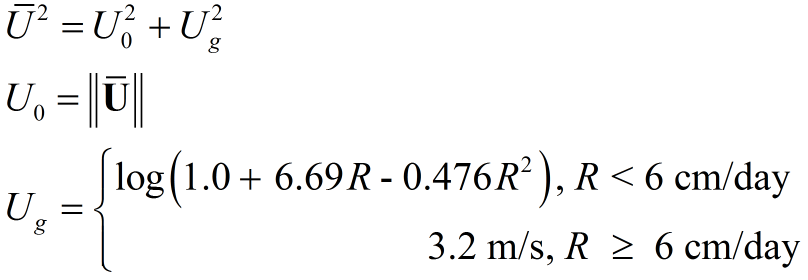 Ū² = U₀² + U_g²
U₀ = ‖Ū‖
U_g = { log(1.0 + 6.69R - 0.476R²), R < 6 cm/day
3.2 m/s, R ≥ 6 cm/day